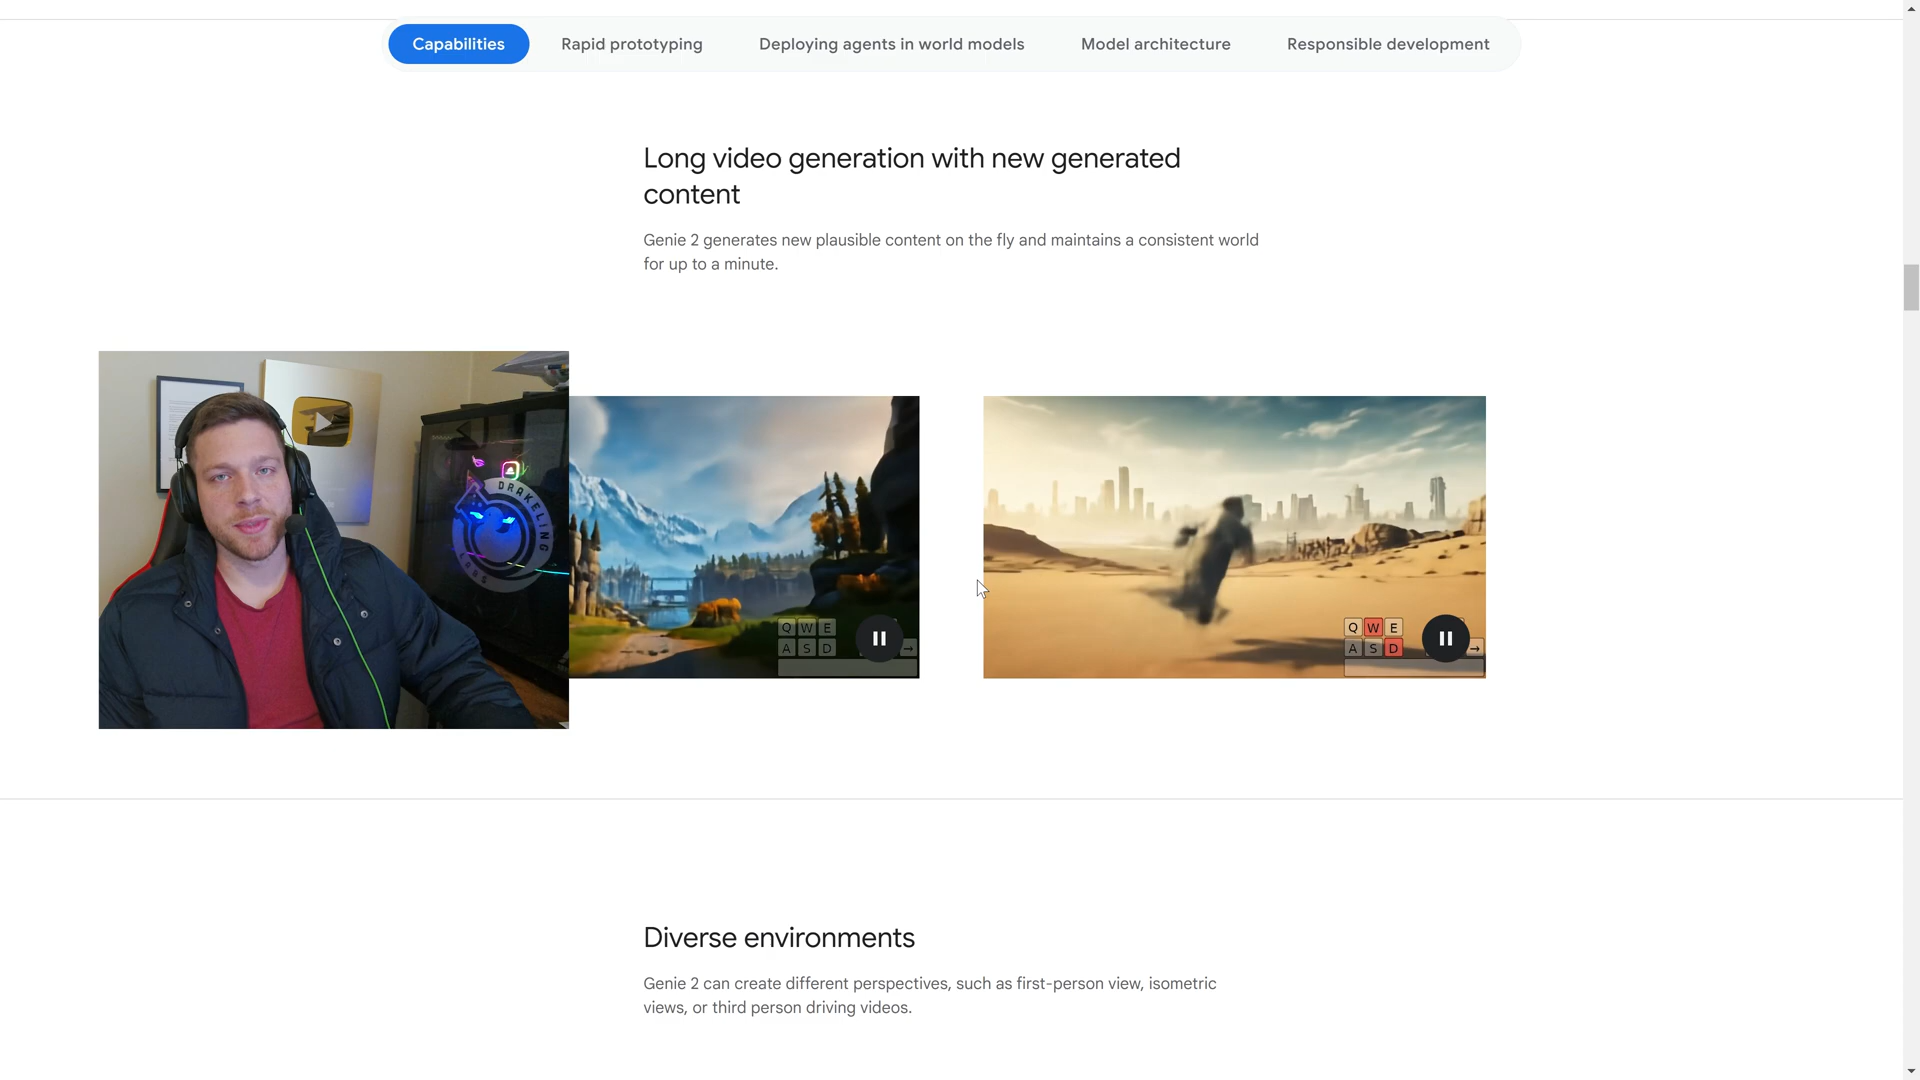 Capabilities
Rapid prototyping
Deploying agents in world models
Model architecture
Responsible development
Long video generation with new generated
content
Genie 2 generates new plausible content on the fly and maintains a consistent world
for up to a minute.
DRAKELING
Q W E
A S D →
Q W E
A S D →
Diverse environments
Genie 2 can create different perspectives, such as first-person view, isometric
views, or third person driving videos.